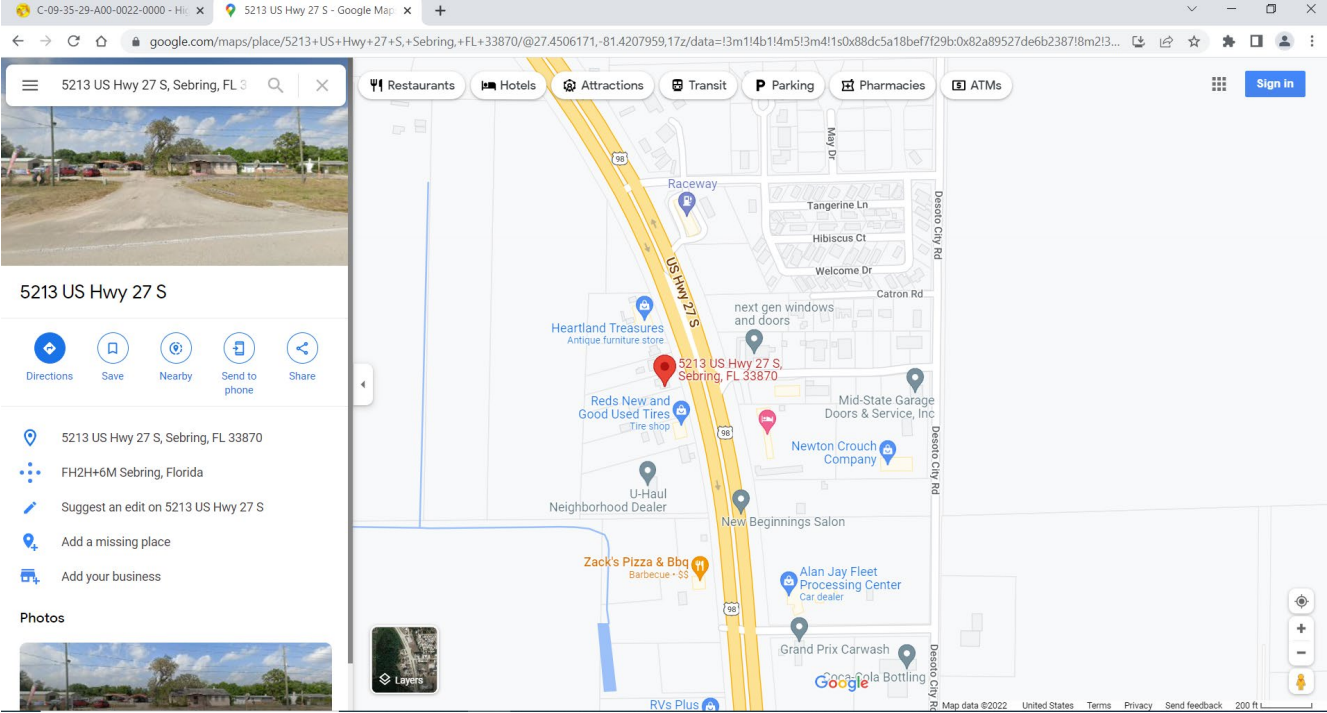 C-09-35-29-A00-0022-0000 - Hig
5213 US Hwy 27 S - Google Map
google.com/maps/place/5213+US+Hwy+27+S,+Sebring,+FL+33870/@27.4506171,-81.4207959,17z/data=!3m1!4b1!4m5!3m4!1s0x88dc5a18bef7f29b:0x82a89527de6b2387!8m2!3...
5213 US Hwy 27 S, Sebring, FL 3
Restaurants
Hotels
Attractions
Transit
Parking
Pharmacies
ATMs
Sign in
5213 US Hwy 27 S
Directions
Save
Nearby
Send to
phone
Share
5213 US Hwy 27 S, Sebring, FL 33870
FH2H+6M Sebring, Florida
Suggest an edit on 5213 US Hwy 27 S
Add a missing place
Add your business
Photos
98
May Dr
Raceway
Tangerine Ln
Desoto City Rd
Hibiscus Ct
Welcome Dr
US Hwy 27 S
Catron Rd
next gen windows
and doors
Heartland Treasures
Antique furniture store
5213 US Hwy 27 S,
Sebring, FL 33870
Mid-State Garage
Doors & Service, Inc
Reds New and
Good Used Tires
Tire shop
98
Newton Crouch
Company
Desoto City Rd
U-Haul
Neighborhood Dealer
New Beginnings Salon
Zack's Pizza & Bbq
Barbecue • $$
Alan Jay Fleet
Processing Center
Car dealer
98
Grand Prix Carwash
Coca-Cola Bottling
Desoto City Rd
Layers
Google
RVs Plus
Map data ©2022
United States
Terms
Privacy
Send feedback
200 ft